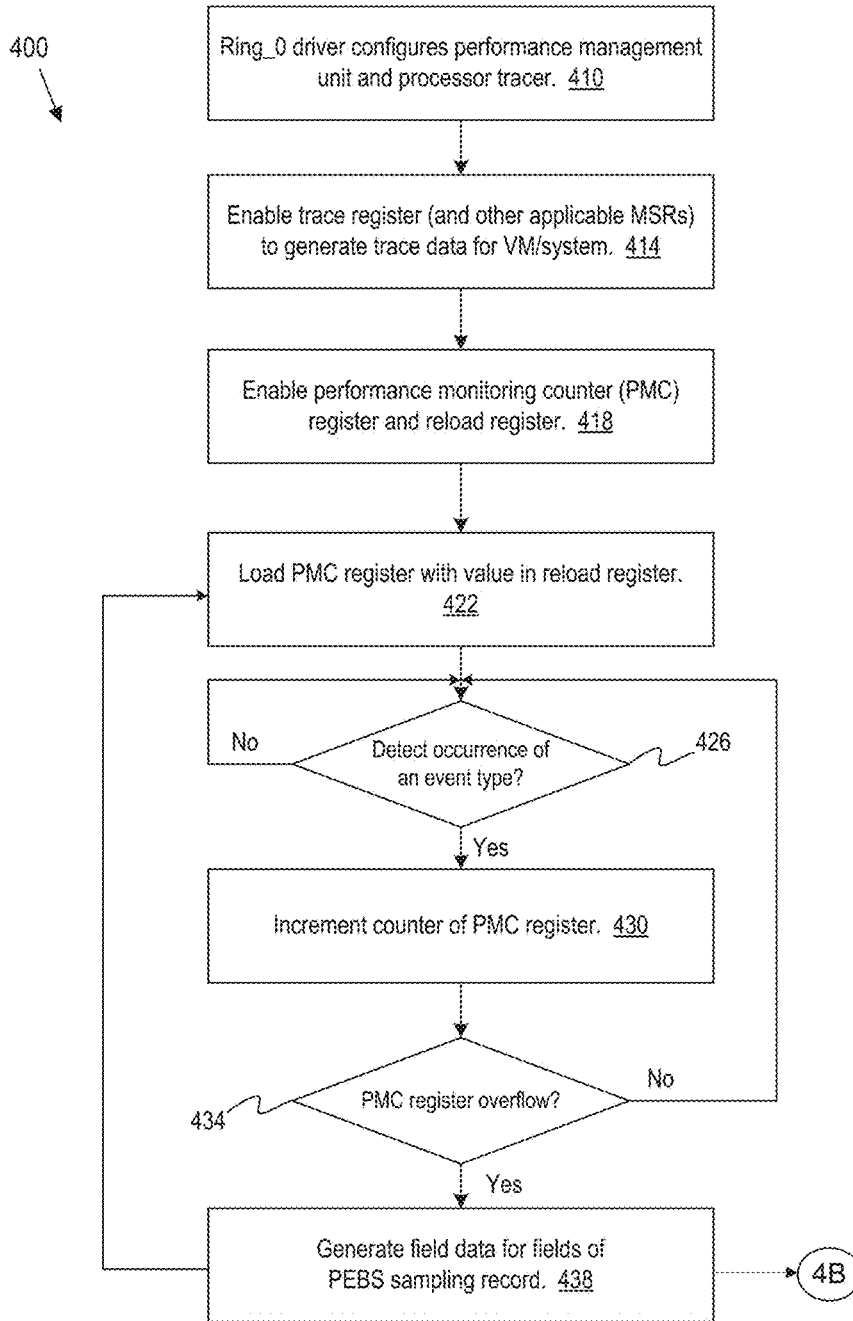 400
Ring_0 driver configures performance management
unit and processor tracer. 410
Enable trace register (and other applicable MSRs)
to generate trace data for VM/system. 414
Enable performance monitoring counter (PMC)
register and reload register. 418
Load PMC register with value in reload register.
422
No
Detect occurrence of
an event type?
426
Yes
Increment counter of PMC register. 430
No
PMC register overflow?
434
Yes
Generate field data for fields of
PEBS sampling record. 438
4B